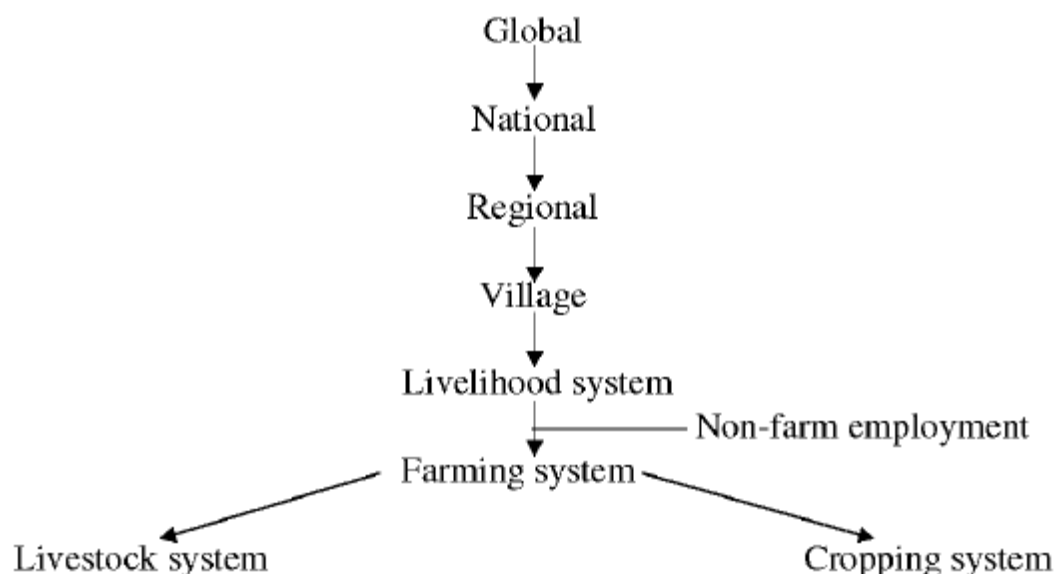 Global
National
Regional
Village
Livelihood system
Non-farm employment
Farming system
Livestock system
Cropping system